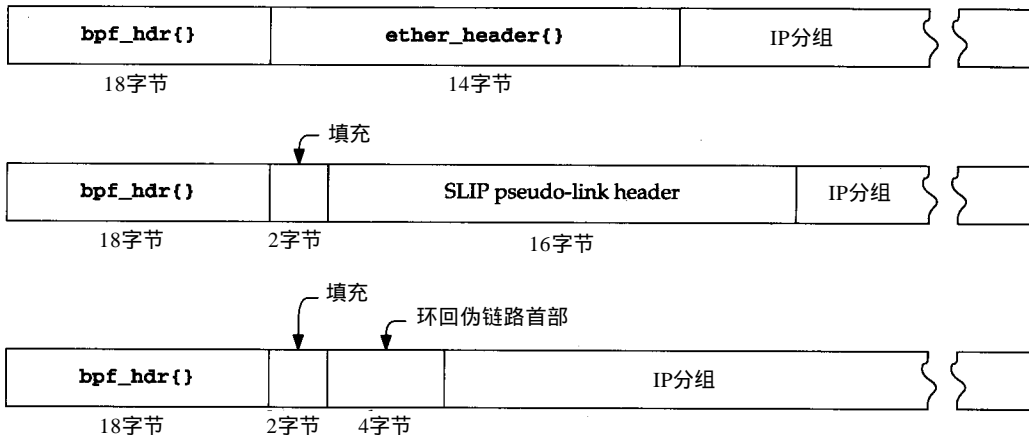 bpf_hdr{} ether_header{} IP分组
18字节 14字节
填充
bpf_hdr{} SLIP pseudo-link header IP分组
18字节 2字节 16字节
填充
环回伪链路首部
bpf_hdr{} IP分组
18字节 2字节 4字节